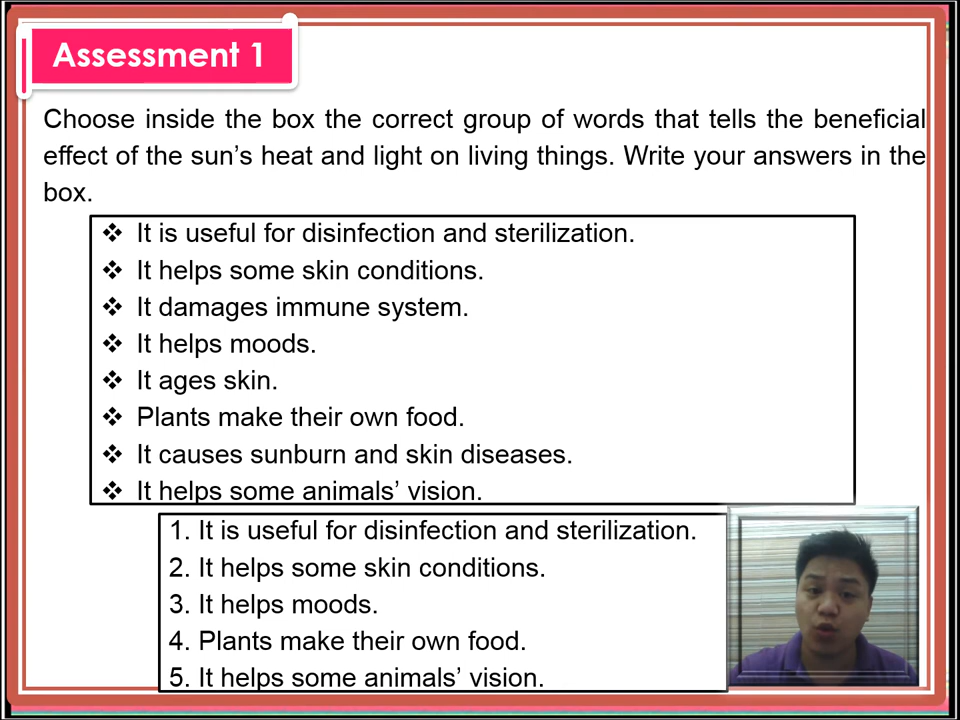 Assessment 1
Choose inside the box the correct group of words that tells the beneficial
effect of the sun's heat and light on living things. Write your answers in the
box.
❖ It is useful for disinfection and sterilization.
❖ It helps some skin conditions.
❖ It damages immune system.
❖ It helps moods.
❖ It ages skin.
❖ Plants make their own food.
❖ It causes sunburn and skin diseases.
❖ It helps some animals' vision.
1. It is useful for disinfection and sterilization.
2. It helps some skin conditions.
3. It helps moods.
4. Plants make their own food.
5. It helps some animals' vision.